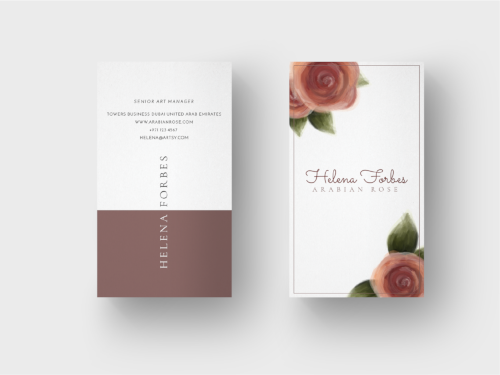 SENIOR ART MANAGER
TOWERS BUSINESS DUBAI UNITED ARAB EMIRATES
WWW.ARABIANROSE.COM
+971 123 4567
HELENA@ARTSY.COM
HELENA FORBES
Helena Forbes
ARABIAN ROSE